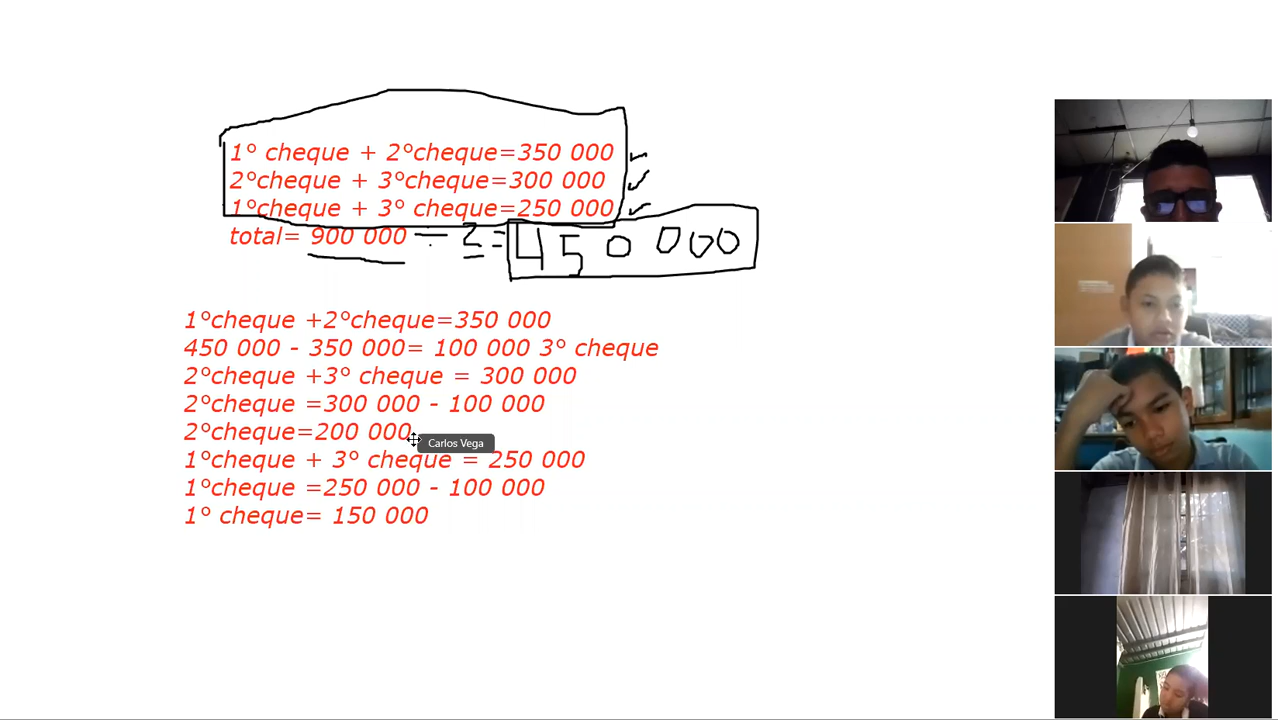 1° cheque + 2°cheque=350 000
2°cheque + 3°cheque=300 000
1°cheque + 3° cheque=250 000
total= 900 000 ÷ 2 = 450 000
1°cheque +2°cheque=350 000
450 000 - 350 000= 100 000 3° cheque
2°cheque +3° cheque = 300 000
2°cheque =300 000 - 100 000
2°cheque=200 000
Carlos Vega
1°cheque + 3° cheque = 250 000
1°cheque =250 000 - 100 000
1° cheque= 150 000